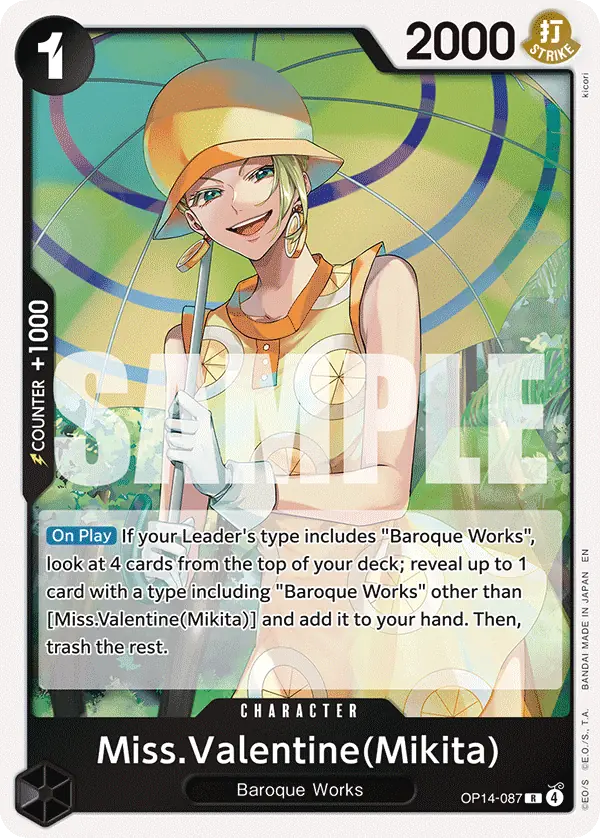 1
2000
打
STRIKE
kicori
COUNTER +1000
SAMPLE
On Play If your Leader's type includes "Baroque Works",
look at 4 cards from the top of your deck; reveal up to 1
card with a type including "Baroque Works" other than
[Miss.Valentine(Mikita)] and add it to your hand. Then,
trash the rest.
BANDAI MADE IN JAPAN EN
©EO/S ©E.O./S., T.A.
CHARACTER
Miss.Valentine(Mikita)
Baroque Works
OP14-087 R 4